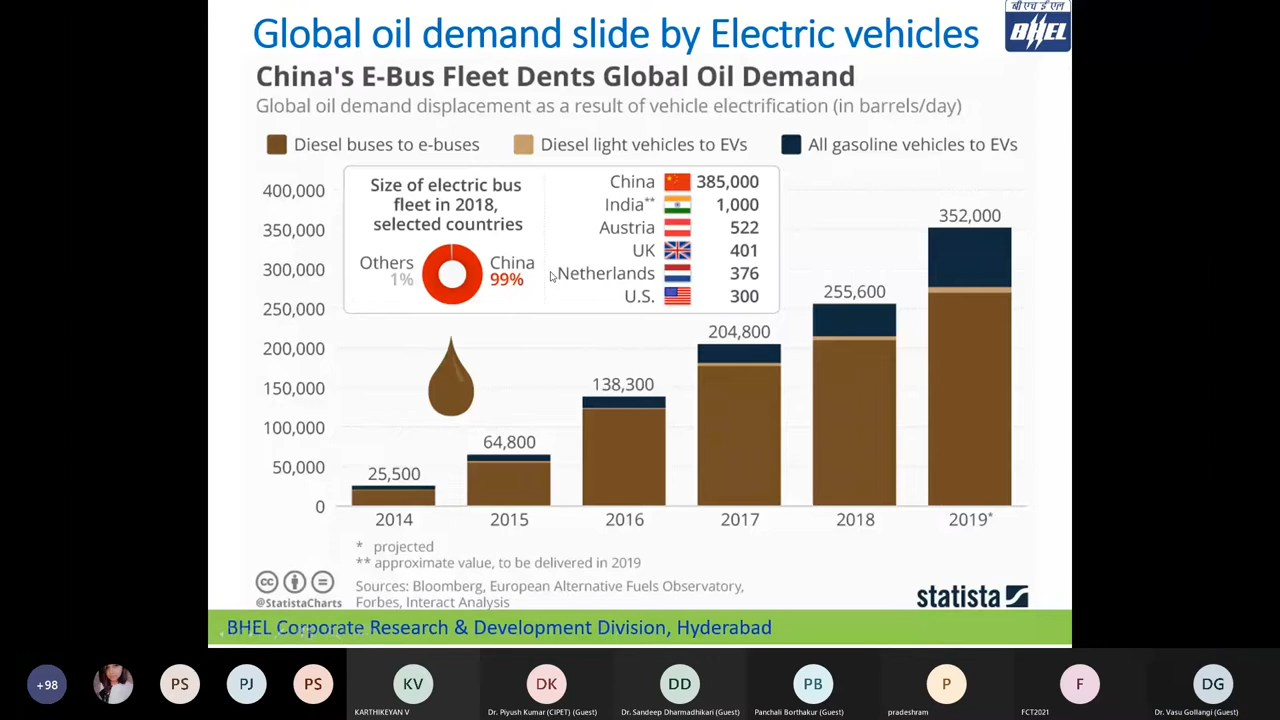 Global oil demand slide by Electric vehicles
बी एच ई एल
BHEL
China's E-Bus Fleet Dents Global Oil Demand
Global oil demand displacement as a result of vehicle electrification (in barrels/day)
Diesel buses to e-buses
Diesel light vehicles to EVs
All gasoline vehicles to EVs
Size of electric bus
fleet in 2018,
selected countries
Others
1%
China
99%
China 385,000
India** 1,000
Austria 522
UK 401
Netherlands 376
U.S. 300
400,000
350,000
300,000
250,000
200,000
150,000
100,000
50,000
0
25,500
64,800
138,300
204,800
255,600
352,000
2014
2015
2016
2017
2018
2019*
* projected
** approximate value, to be delivered in 2019
cc
@StatistaCharts
Sources: Bloomberg, European Alternative Fuels Observatory,
Forbes, Interact Analysis
statista
BHEL Corporate Research & Development Division, Hyderabad
+98
PS
PJ
PS
KV
KARTHIKEYAN V
DK
Dr. Piyush Kumar (CIPET) (Guest)
DD
Dr. Sandeep Dharmadhikari (Guest)
PB
Panchali Borthakur (Guest)
P
pradeshram
F
FCT2021
DG
Dr. Vasu Gollangi (Guest)